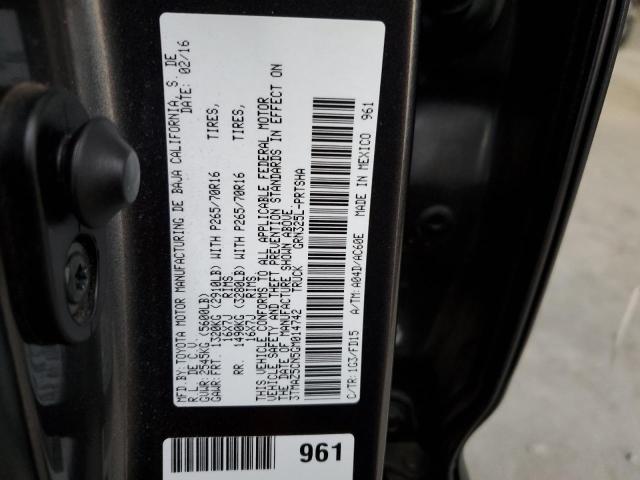 MFD.BY:TOYOTA MOTOR MANUFACTURING DE BAJA CALIFORNIA, S. DE
R. L. DE C.V. 02/16
GVWR:2545KG (5600LB)
GAWR:FRT. 1320KG (2910LB) WITH P265/70R16 TIRES,
16X7J RIMS
RR. 1490KG (3280LB) WITH P265/70R16 TIRES,
16X7J RIMS
THIS VEHICLE CONFORMS TO ALL APPLICABLE FEDERAL MOTOR
VEHICLE SAFETY AND THEFT PREVENTION STANDARDS IN EFFECT ON
THE DATE OF MANUFACTURE SHOWN ABOVE.
3TMAZ5CN5GM014742 TRUCK GRN325L-PRTSHA
C/TR:1G3/FD15 A/TM:A04D/AC60E MADE IN MEXICO 961
961